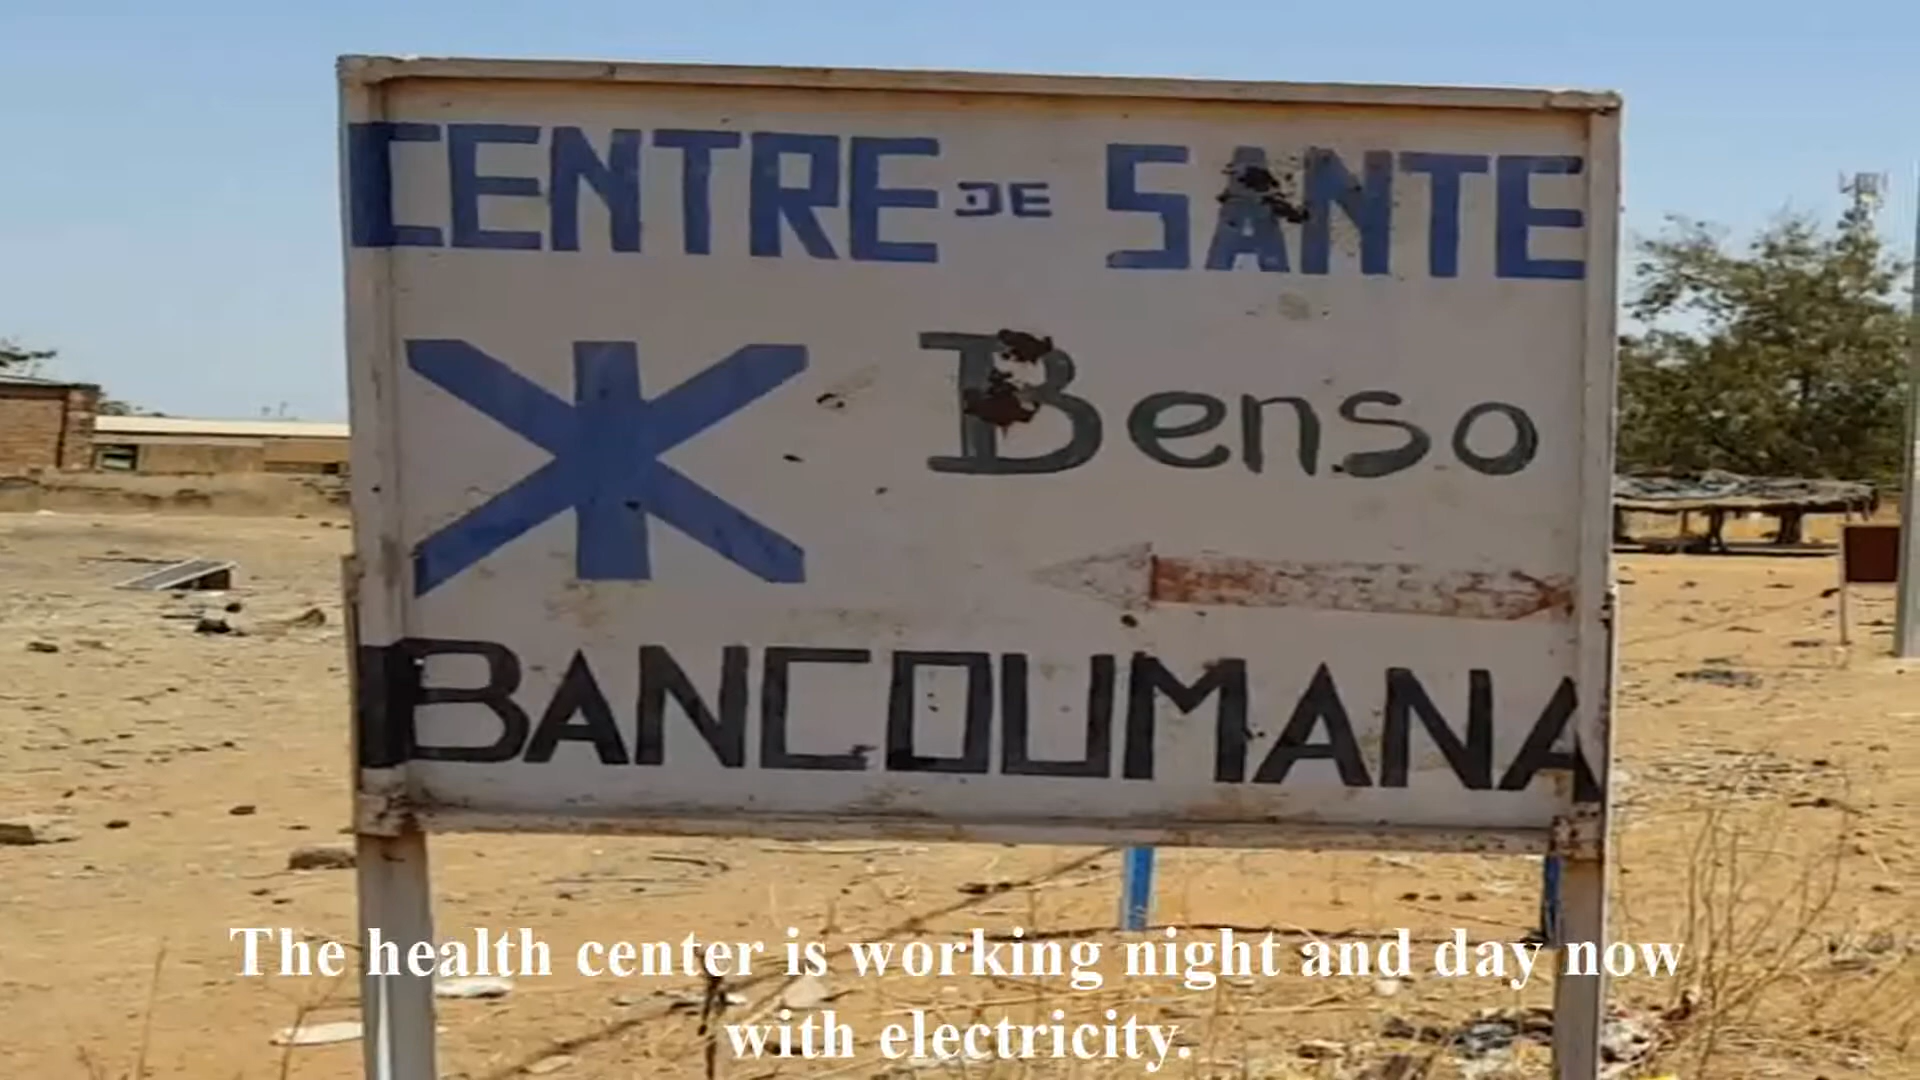 CENTRE DE SANTE
Benso
BANCOUMANA
The health center is working night and day now
with electricity.